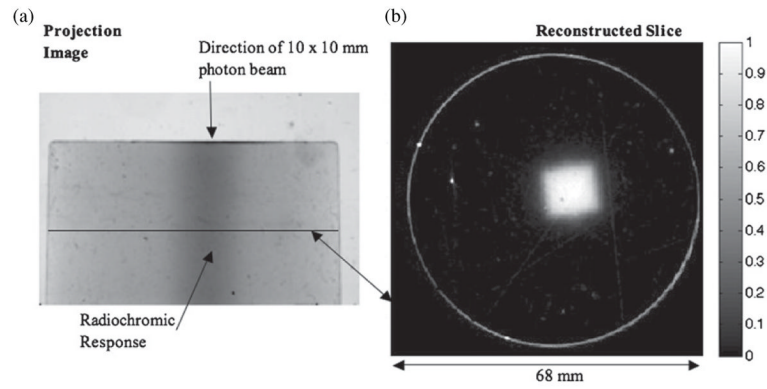 (a)
Projection
Image
Direction of 10 x 10 mm
photon beam
Radiochromic
Response
(b)
Reconstructed Slice
1
0.9
0.8
0.7
0.6
0.5
0.4
0.3
0.2
0.1
0
68 mm